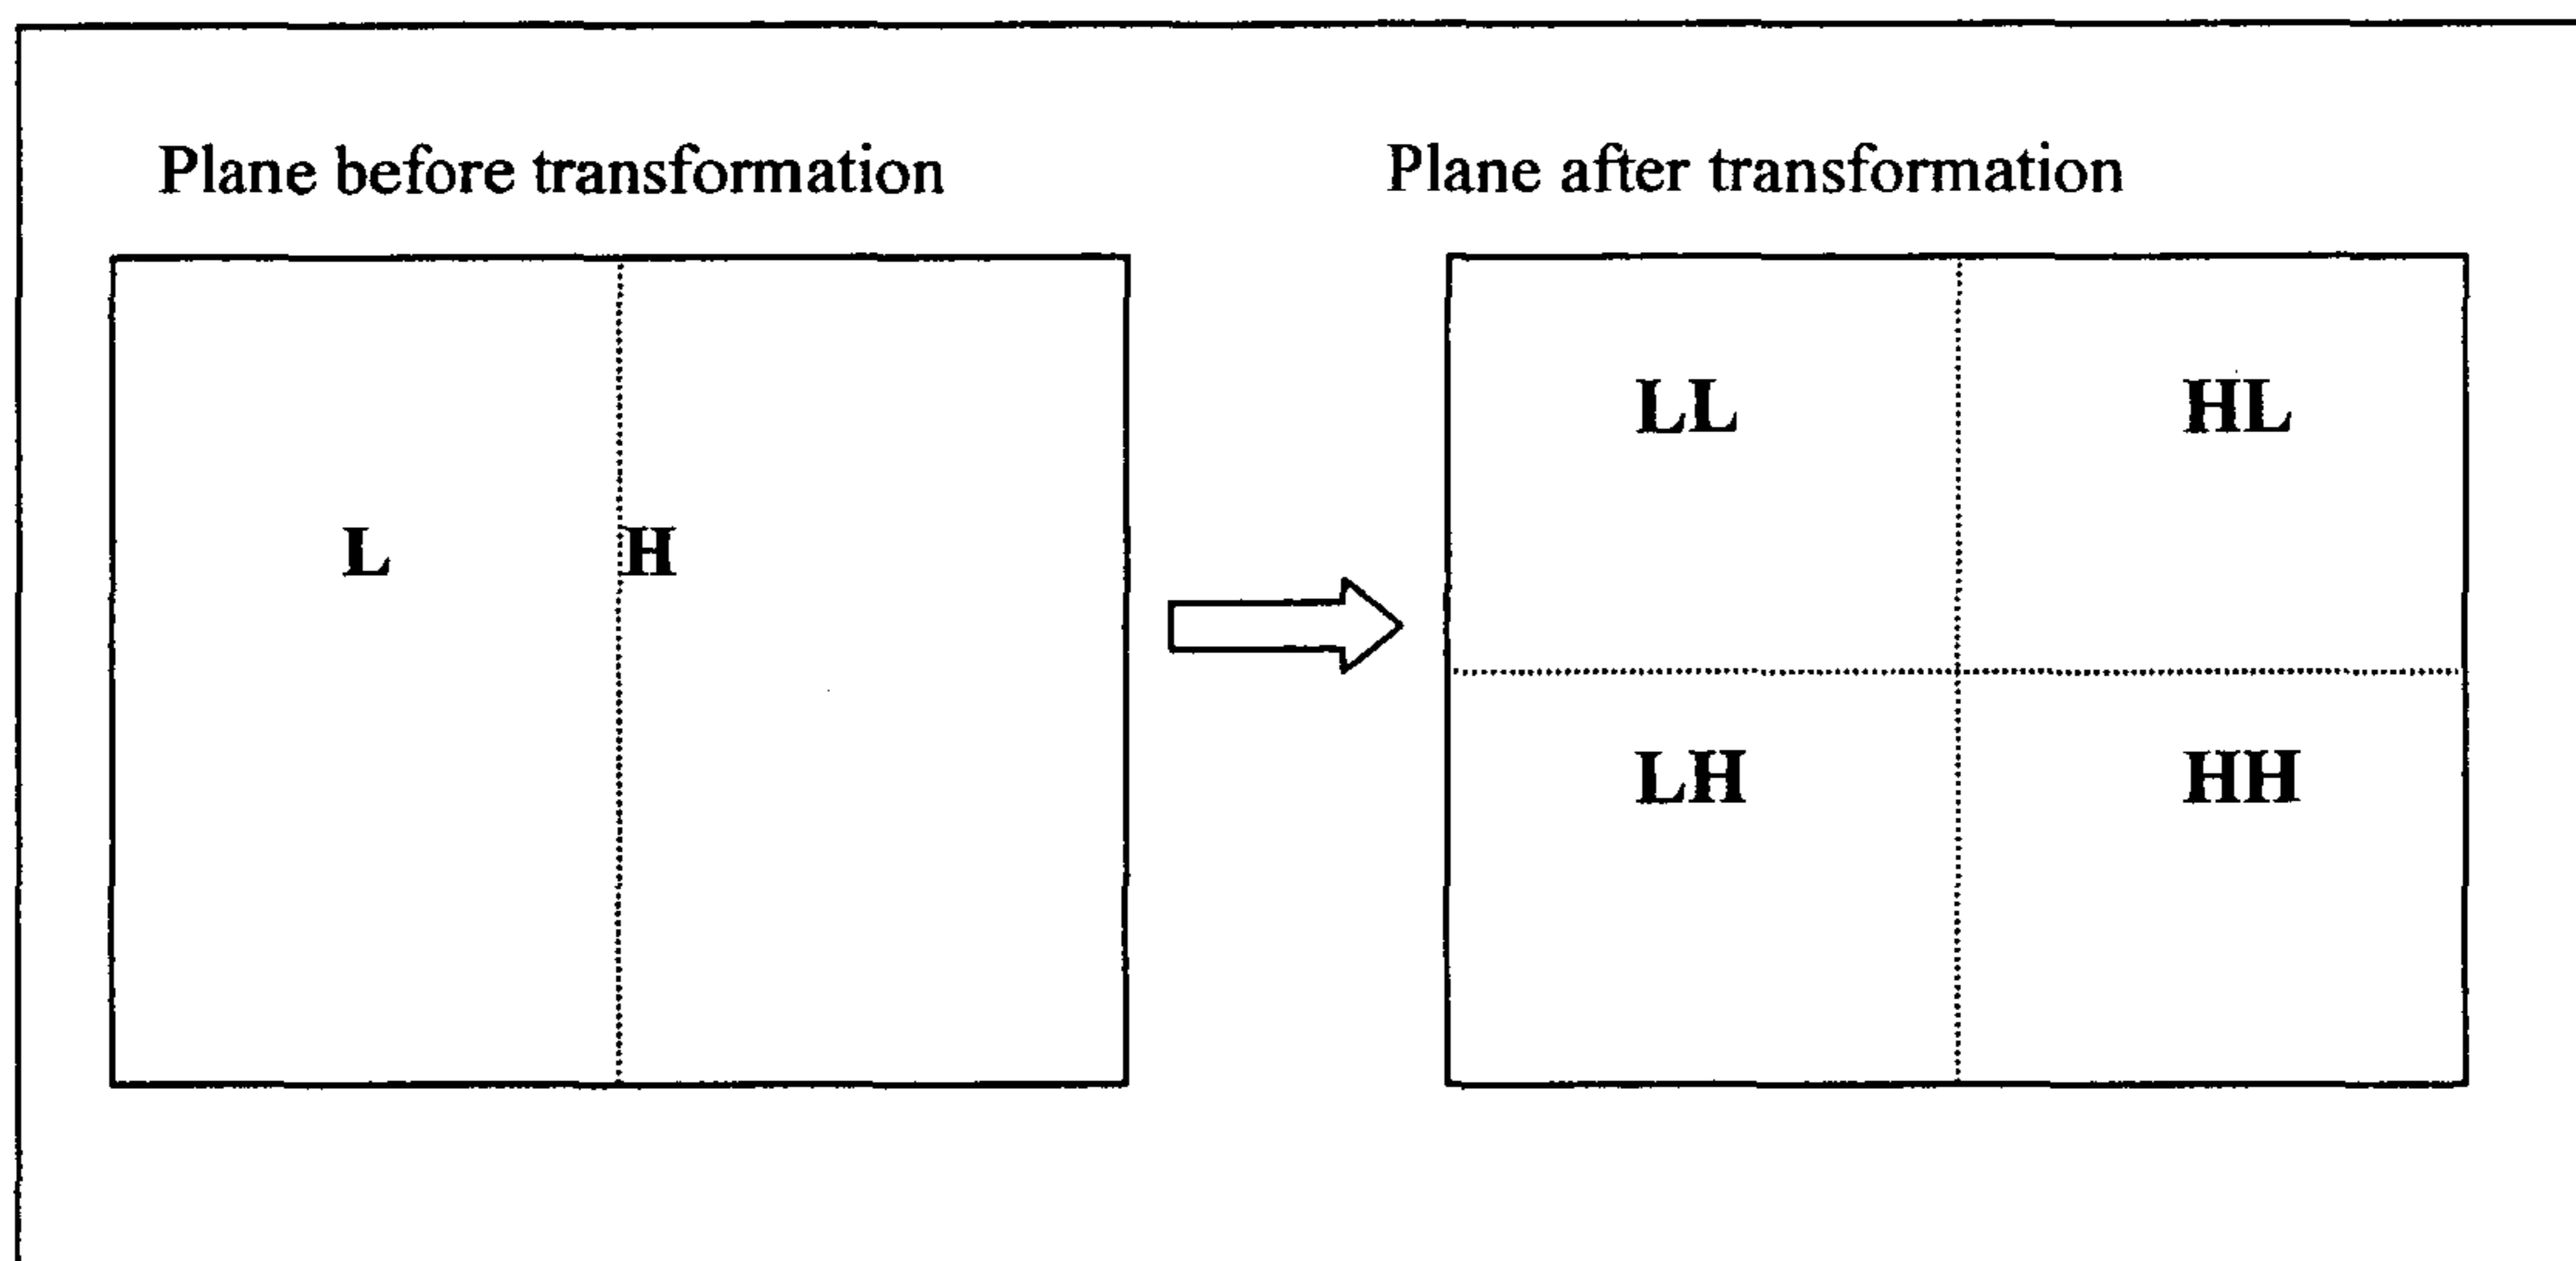 Plane before transformation
Plane after transformation
L H
LL HL
LH HH